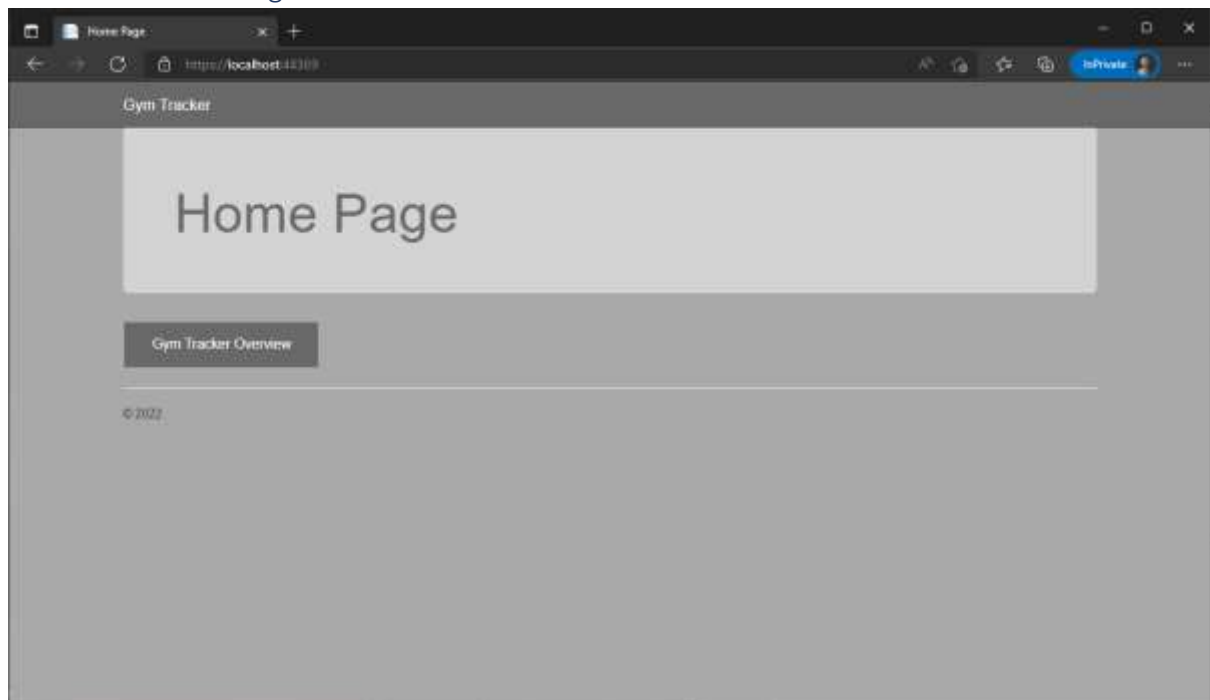 Home Page
https://localhost:44309
InPrivate
Gym Tracker
Home Page
Gym Tracker Overview
© 2022